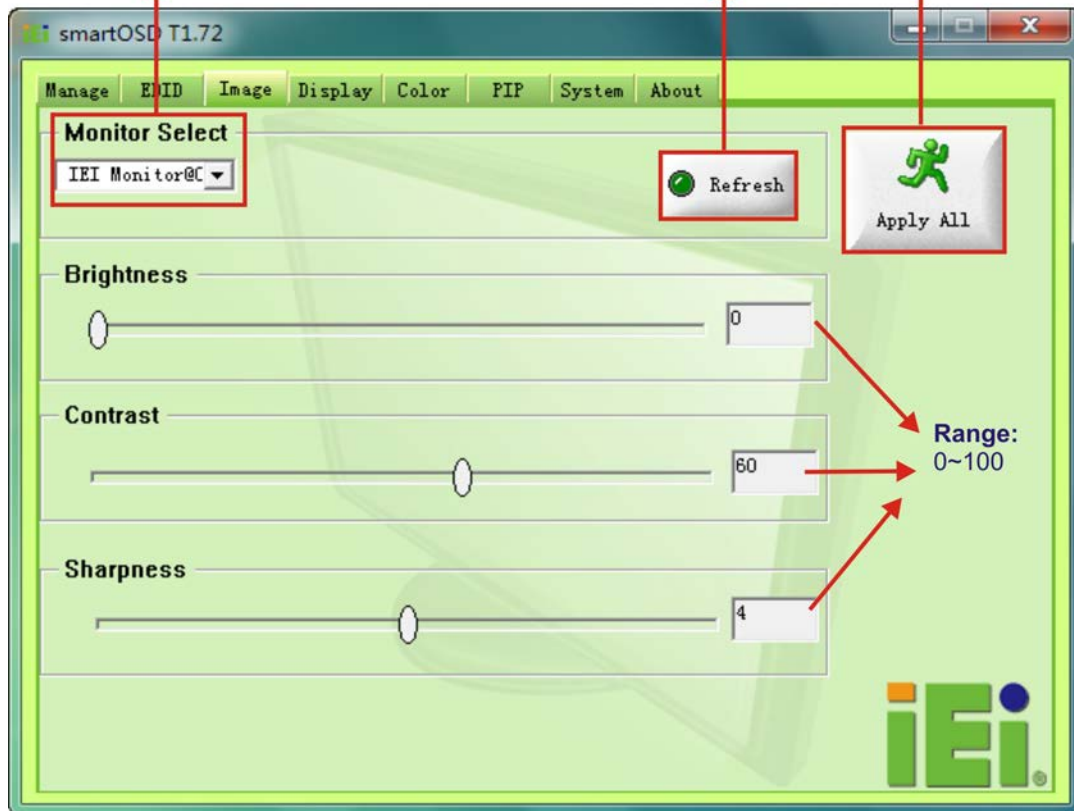 smartOSD T1.72
Manage EDID Image Display Color PIP System About
Monitor Select
IEI Monitor@C
Refresh
Apply All
Brightness
0
Contrast
60
Range:
0~100
Sharpness
4
iEi®